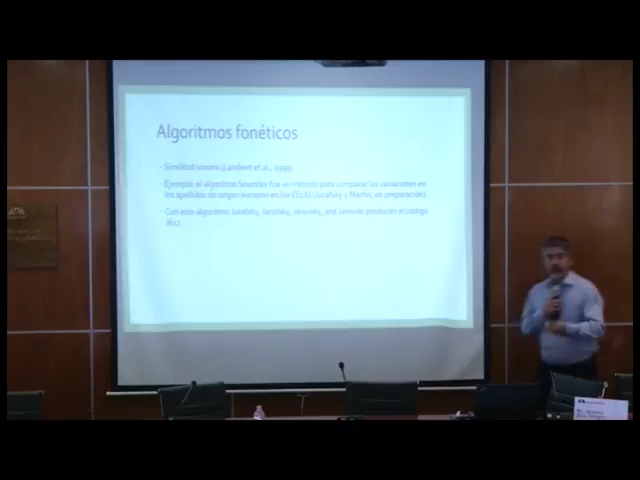 Algoritmos fonéticos
- Similitud sonora (Lambert et al., 1999)
Ejemplo: el algoritmo Soundex fue un método para comparar las variaciones en
los apellidos de origen europeo en los EEUU (Jurafsky y Martin, en preparación).
- Con este algoritmo Jurafsky, Jarofsky, Jarovsky, and Jarovski producen el código
J612